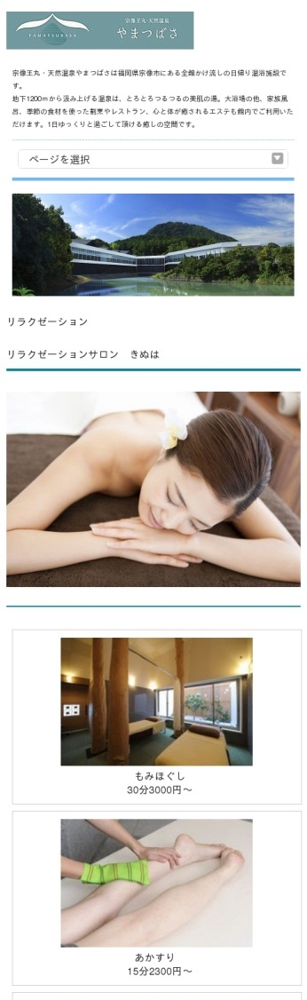 宗像王丸・天然温泉
やまつばさ
YAMATSUBASA
宗像王丸・天然温泉やまつばさは福岡県宗像市にある全館かけ流しの日帰り温浴施設で
す。
地下1200mから汲み上げる温泉は、とろとろつるつるの美肌の湯。大浴場の他、家族風
呂、季節の食材を使った割烹やレストラン、心と体が癒されるエステも館内でご利用いた
だけます。1日ゆっくりと過ごして頂ける癒しの空間です。
ページを選択
リラクゼーション
リラクゼーションサロン　きぬは
もみほぐし
30分3000円～
あかすり
15分2300円～